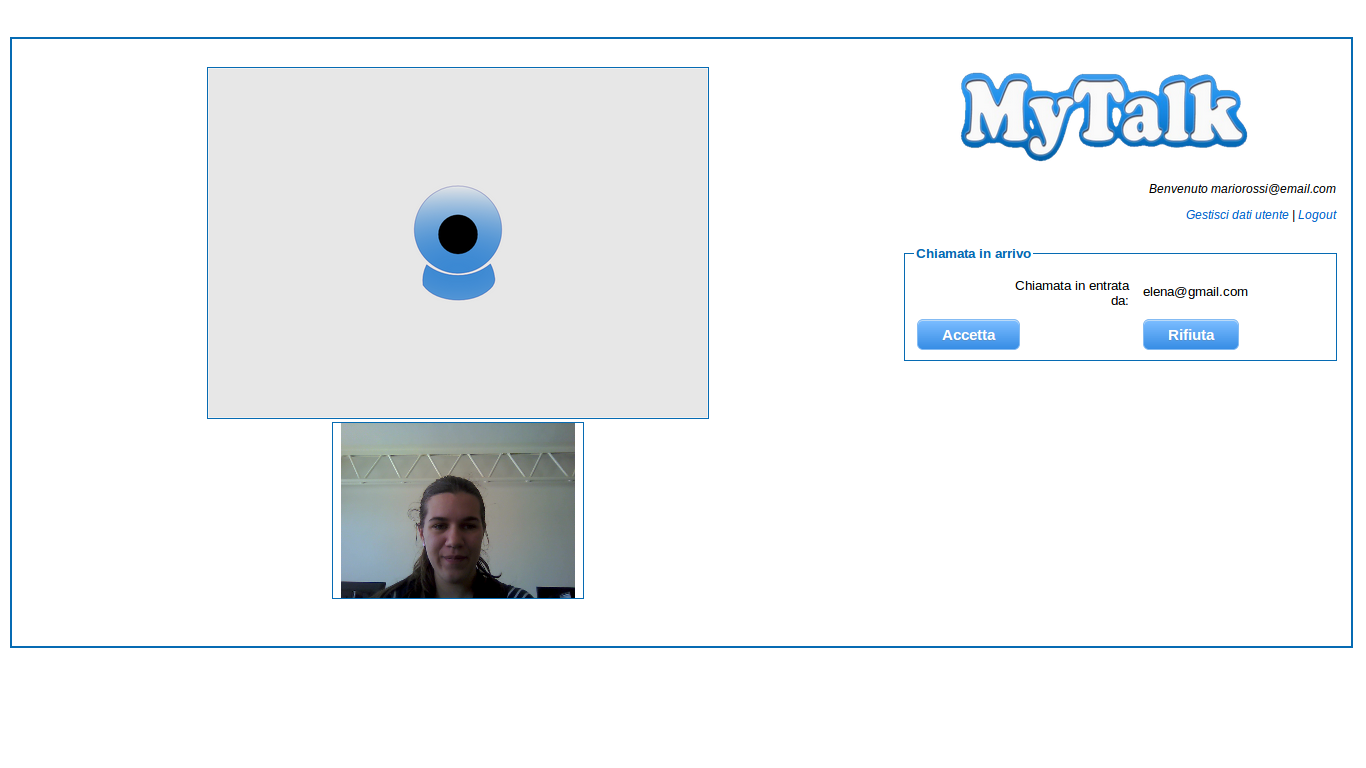 MyTalk
Benvenuto mariorossi@email.com
Gestisci dati utente | Logout
Chiamata in arrivo
Chiamata in entrata
da:
elena@gmail.com
Accetta
Rifiuta